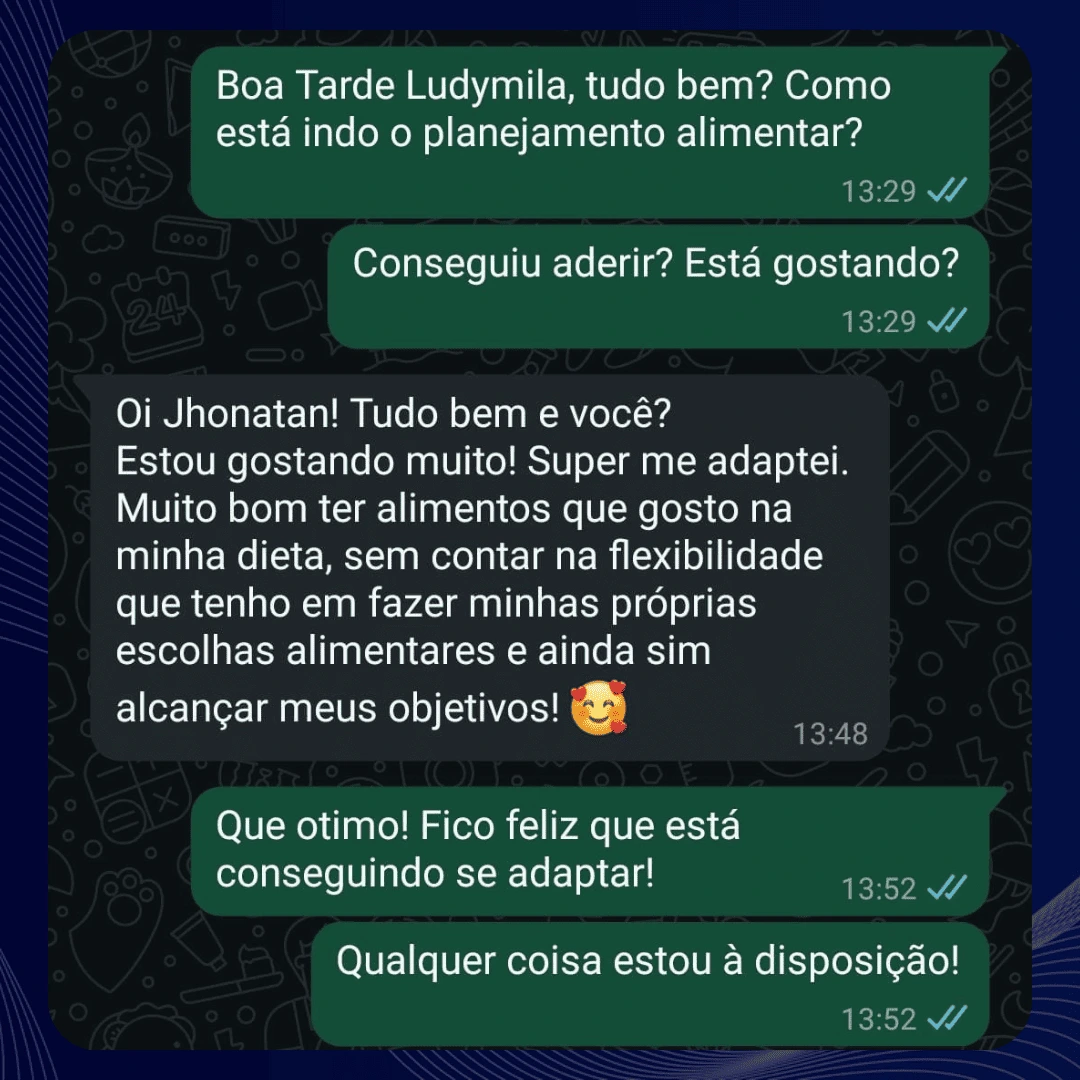 Boa Tarde Ludymila, tudo bem? Como
está indo o planejamento alimentar?
13:29
Conseguiu aderir? Está gostando?
13:29
Oi Jhonatan! Tudo bem e você?
Estou gostando muito! Super me adaptei.
Muito bom ter alimentos que gosto na
minha dieta, sem contar na flexibilidade
que tenho em fazer minhas próprias
escolhas alimentares e ainda sim
alcançar meus objetivos! 🥰
13:48
Que otimo! Fico feliz que está
conseguindo se adaptar!
13:52
Qualquer coisa estou à disposição!
13:52
24